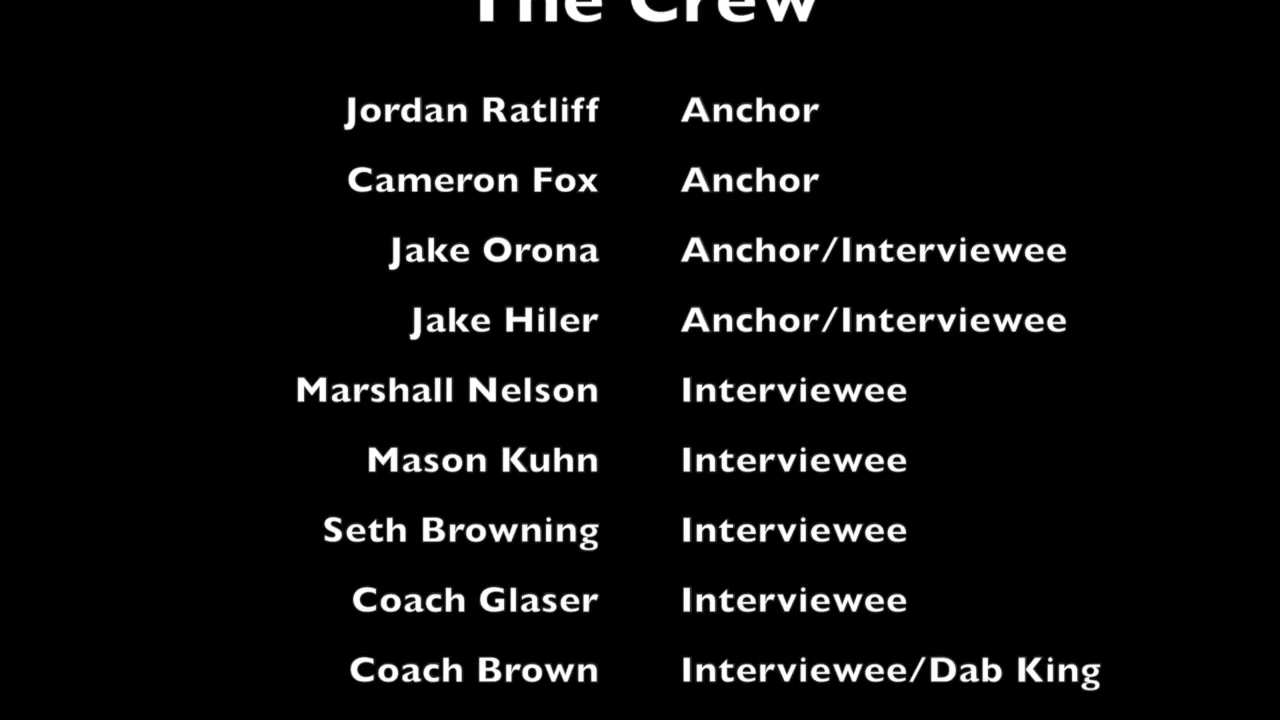 The Crew
Jordan Ratliff Anchor
Cameron Fox Anchor
Jake Orona Anchor/Interviewee
Jake Hiler Anchor/Interviewee
Marshall Nelson Interviewee
Mason Kuhn Interviewee
Seth Browning Interviewee
Coach Glaser Interviewee
Coach Brown Interviewee/Dab King